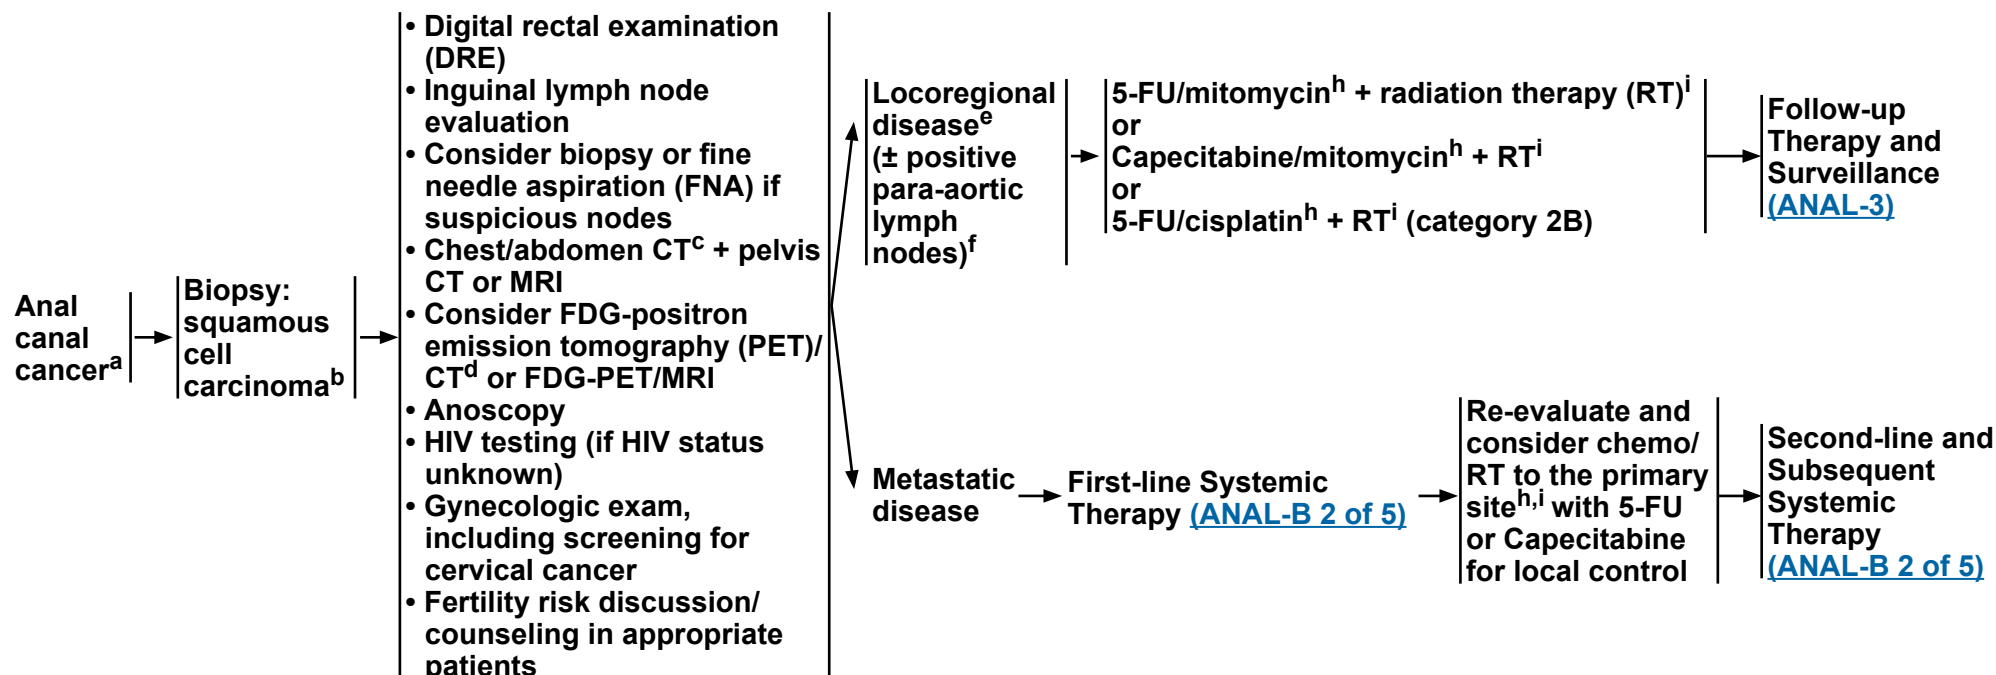 Anal
canal
cancerᵃ
Biopsy:
squamous
cell
carcinomaᵇ
• Digital rectal examination
(DRE)
• Inguinal lymph node
evaluation
• Consider biopsy or fine
needle aspiration (FNA) if
suspicious nodes
• Chest/abdomen CTᶜ + pelvis
CT or MRI
• Consider FDG-positron
emission tomography (PET)/
CTᵈ or FDG-PET/MRI
• Anoscopy
• HIV testing (if HIV status
unknown)
• Gynecologic exam,
including screening for
cervical cancer
• Fertility risk discussion/
counseling in appropriate
patients
Locoregional
diseaseᵉ
(± positive
para-aortic
lymph
nodes)ᶠ
5-FU/mitomycinʰ + radiation therapy (RT)ⁱ
or
Capecitabine/mitomycinʰ + RTⁱ
or
5-FU/cisplatinʰ + RTⁱ (category 2B)
Follow-up
Therapy and
Surveillance
(ANAL-3)
Metastatic
disease
First-line Systemic
Therapy (ANAL-B 2 of 5)
Re-evaluate and
consider chemo/
RT to the primary
siteʰ,ⁱ with 5-FU
or Capecitabine
for local control
Second-line and
Subsequent
Systemic
Therapy
(ANAL-B 2 of 5)